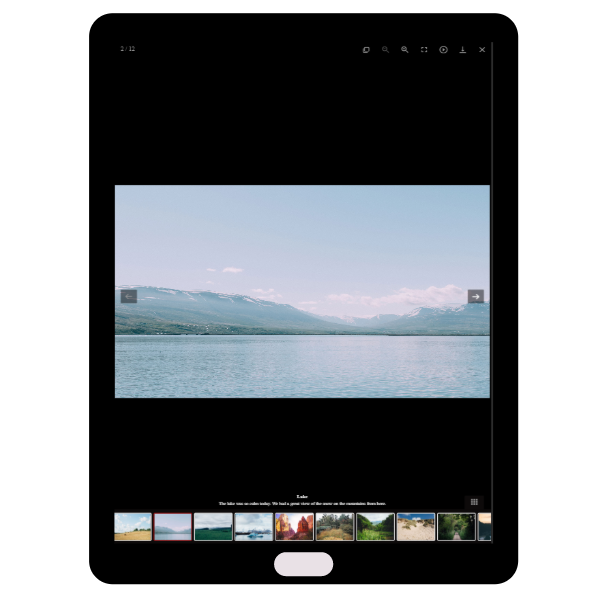 2 / 12
Lake
The lake was so calm today. We had a great view of the snow on the mountains from here.